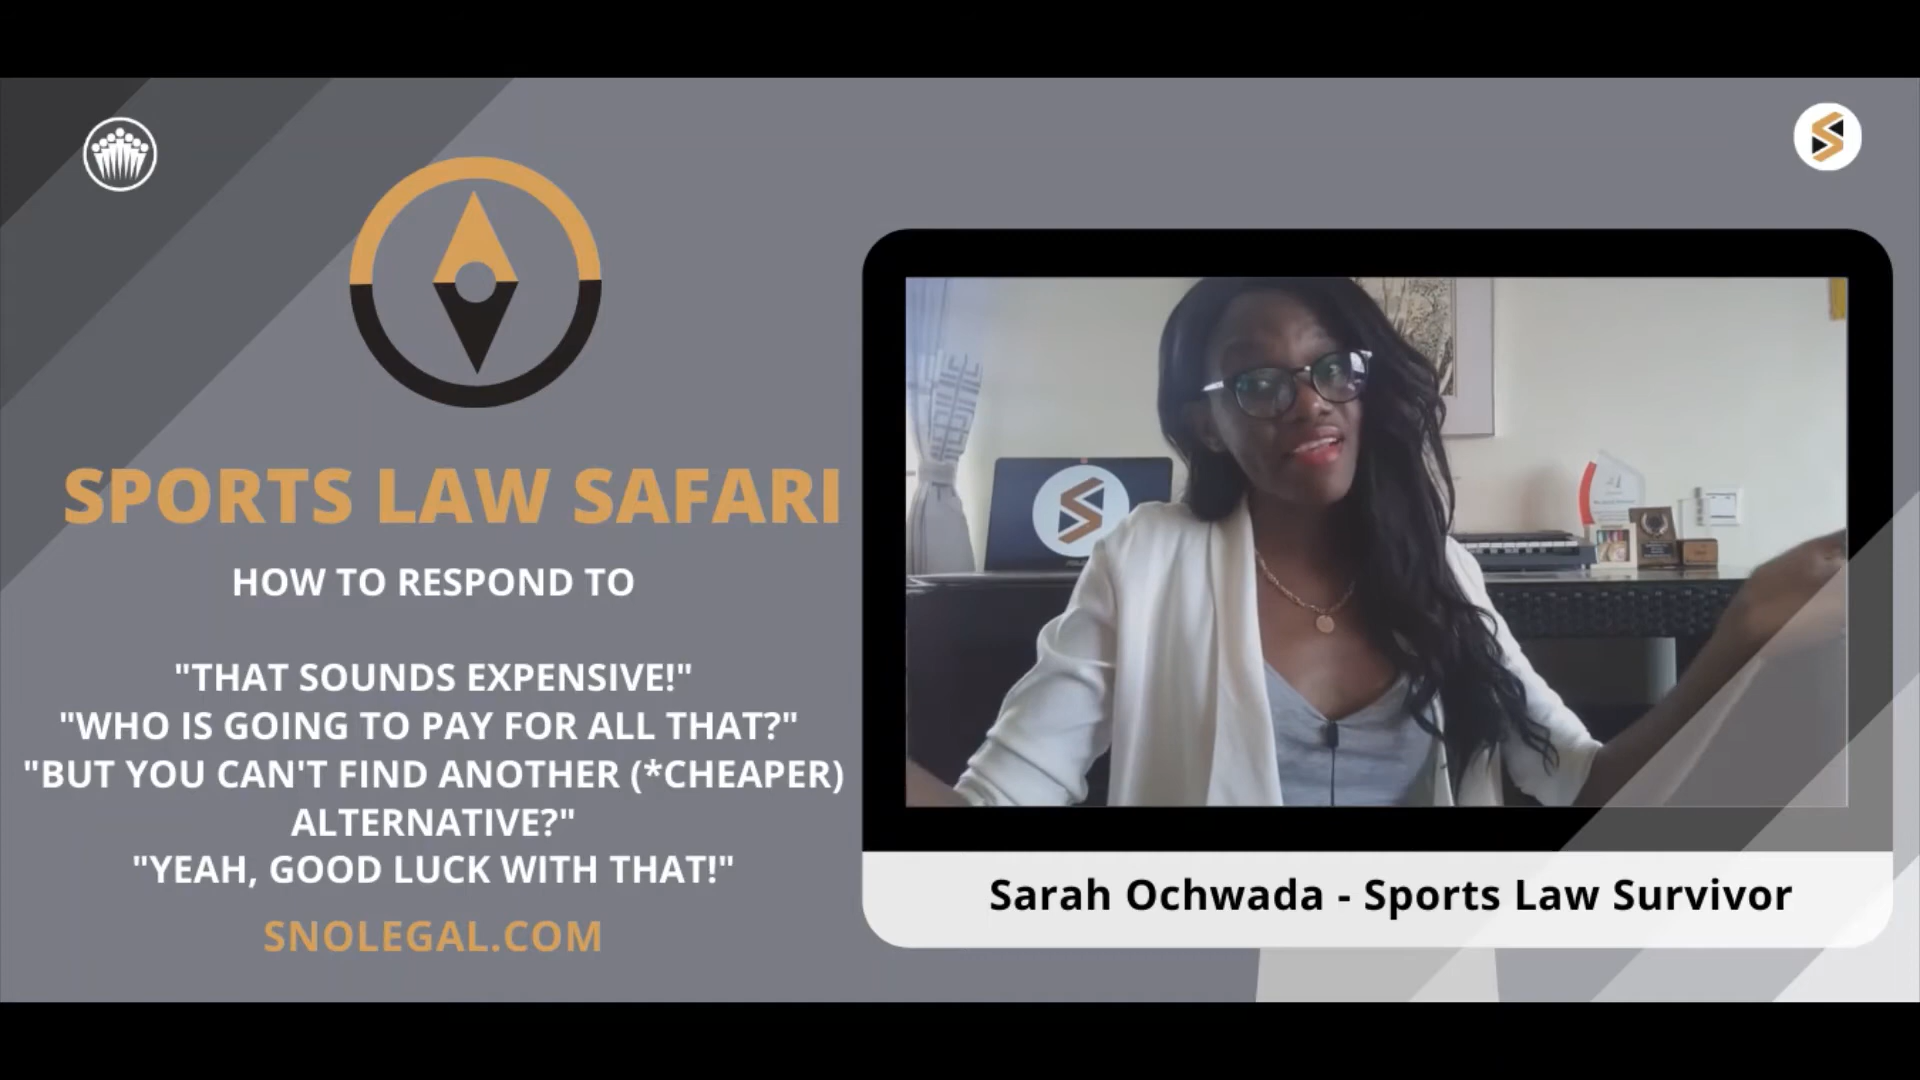 SPORTS LAW SAFARI
HOW TO RESPOND TO
"THAT SOUNDS EXPENSIVE!"
"WHO IS GOING TO PAY FOR ALL THAT?"
"BUT YOU CAN'T FIND ANOTHER (*CHEAPER)
ALTERNATIVE?"
"YEAH, GOOD LUCK WITH THAT!"
SNOLEGAL.COM
Sarah Ochwada - Sports Law Survivor